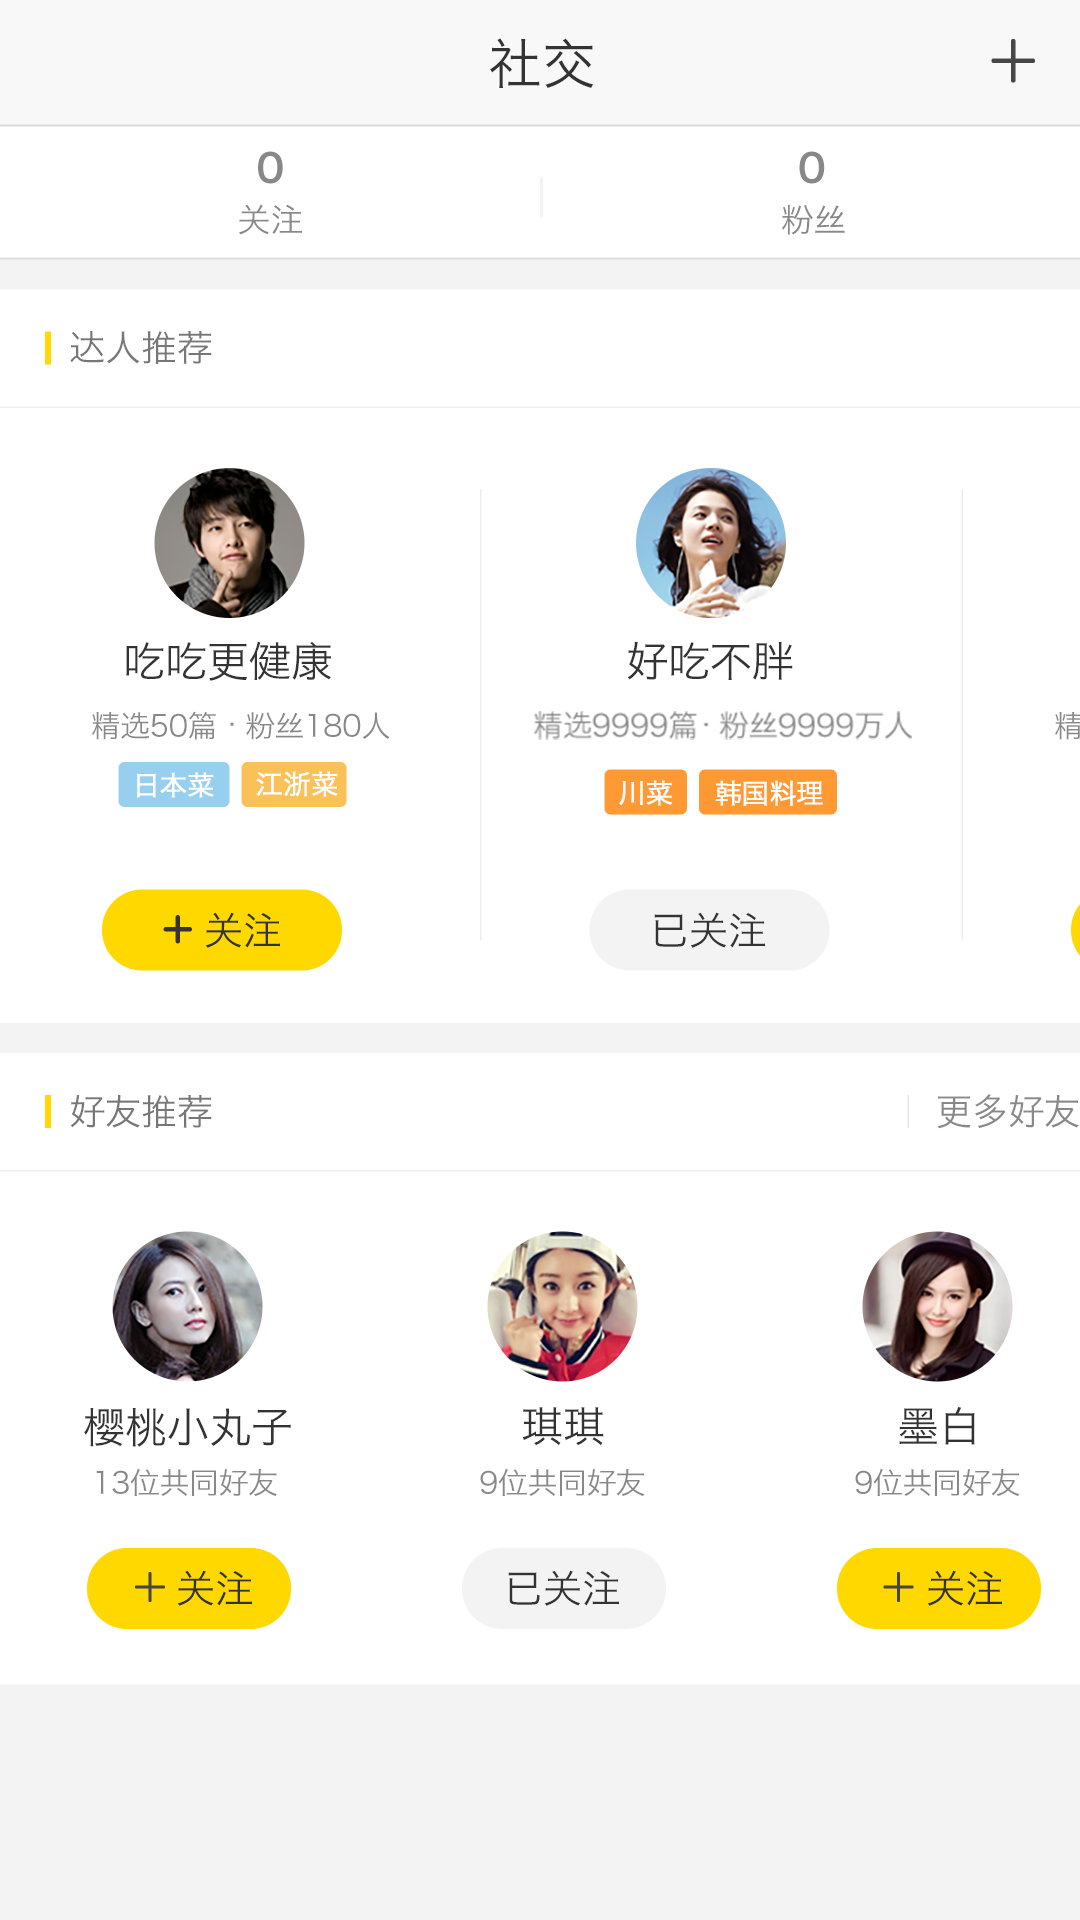 社交
0
关注
0
粉丝
达人推荐
吃吃更健康
精选50篇 · 粉丝180人
日本菜 江浙菜
+ 关注
好吃不胖
精选9999篇 · 粉丝9999万人
川菜 韩国料理
已关注
精
好友推荐
更多好友
樱桃小丸子
13位共同好友
+ 关注
琪琪
9位共同好友
已关注
墨白
9位共同好友
+ 关注